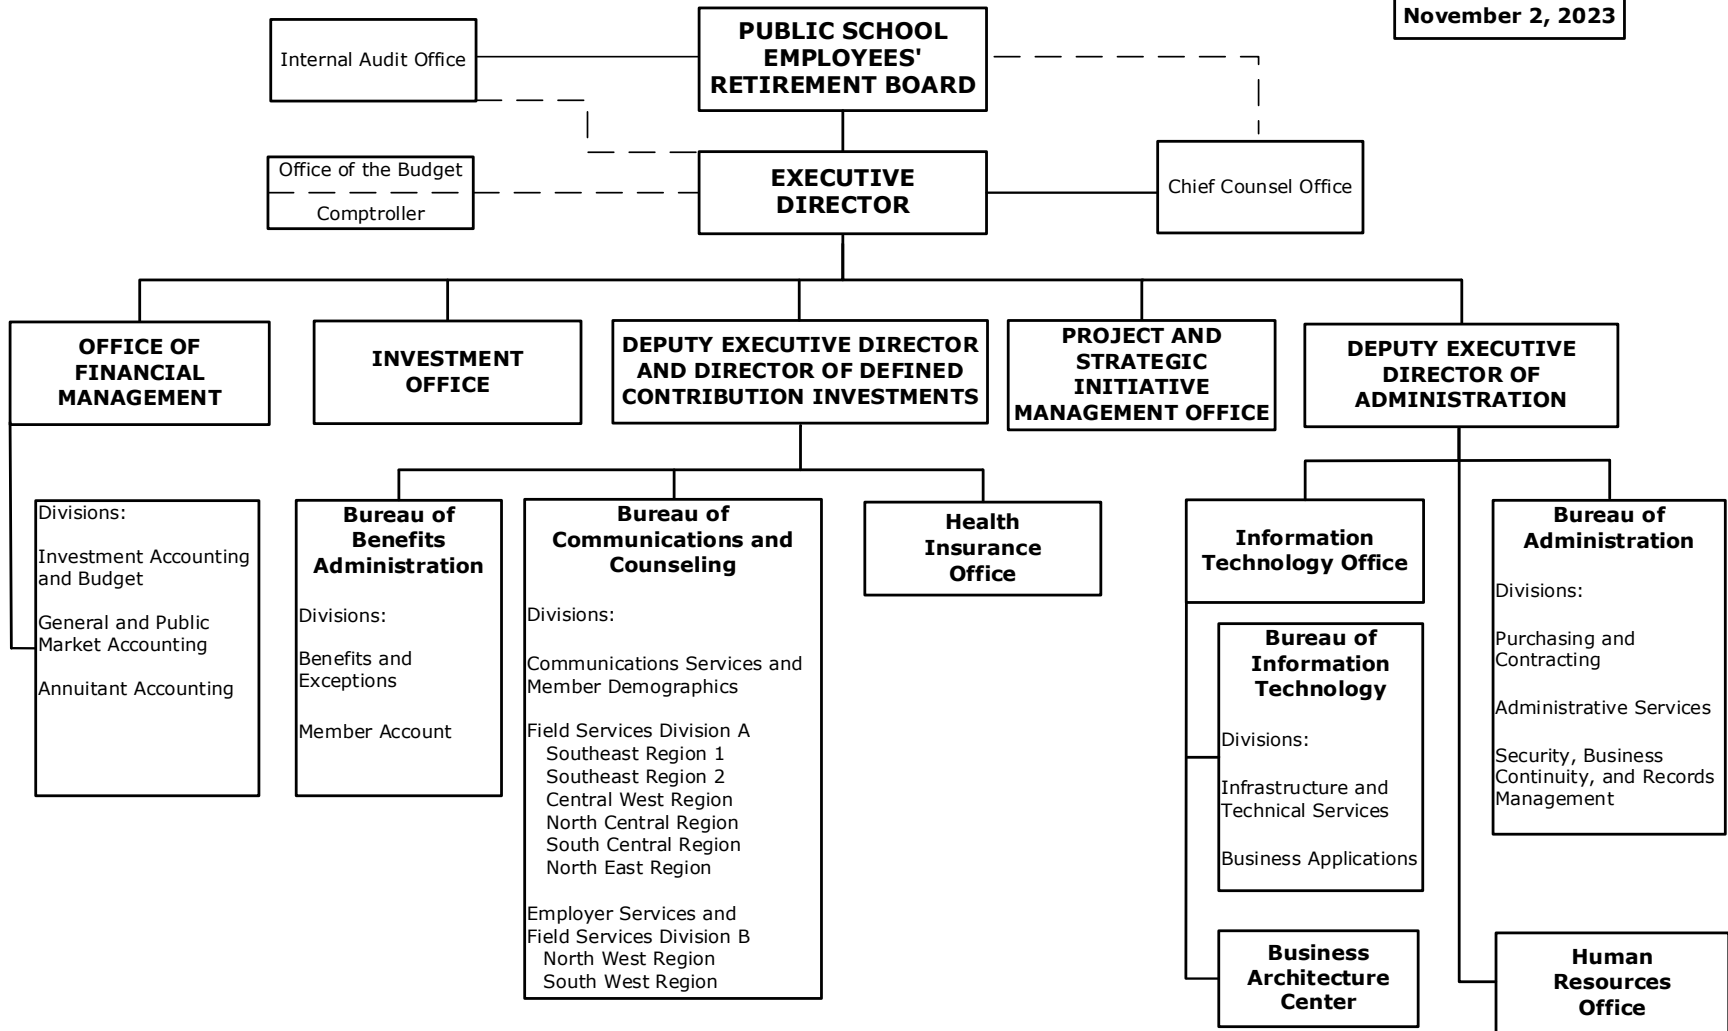 November 2, 2023
PUBLIC SCHOOL
EMPLOYEES'
RETIREMENT BOARD
Internal Audit Office
Office of the Budget
Comptroller
EXECUTIVE
DIRECTOR
Chief Counsel Office
OFFICE OF
FINANCIAL
MANAGEMENT
INVESTMENT
OFFICE
DEPUTY EXECUTIVE DIRECTOR
AND DIRECTOR OF DEFINED
CONTRIBUTION INVESTMENTS
PROJECT AND
STRATEGIC
INITIATIVE
MANAGEMENT OFFICE
DEPUTY EXECUTIVE
DIRECTOR OF
ADMINISTRATION
Divisions:
Investment Accounting
and Budget
General and Public
Market Accounting
Annuitant Accounting
Bureau of
Benefits
Administration
Divisions:
Benefits and
Exceptions
Member Account
Bureau of
Communications and
Counseling
Divisions:
Communications Services and
Member Demographics
Field Services Division A
Southeast Region 1
Southeast Region 2
Central West Region
North Central Region
South Central Region
North East Region
Employer Services and
Field Services Division B
North West Region
South West Region
Health
Insurance
Office
Information
Technology Office
Bureau of
Information
Technology
Divisions:
Infrastructure and
Technical Services
Business Applications
Business
Architecture
Center
Bureau of
Administration
Divisions:
Purchasing and
Contracting
Administrative Services
Security, Business
Continuity, and Records
Management
Human
Resources
Office